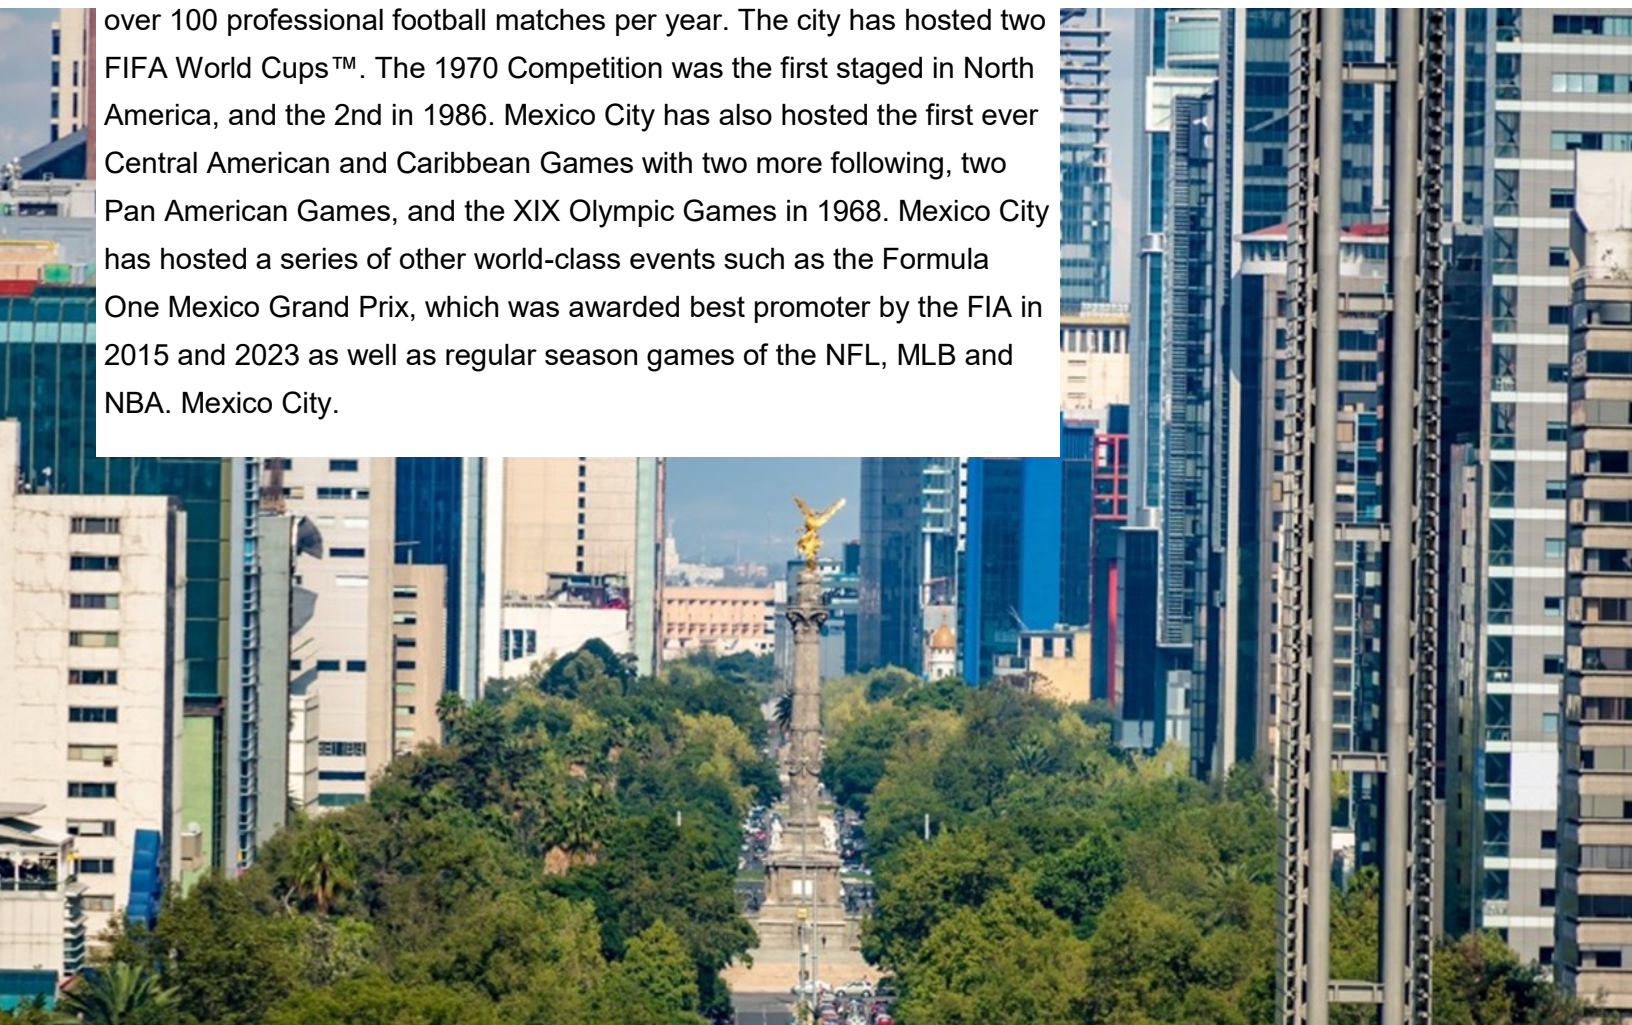 over 100 professional football matches per year. The city has hosted two
FIFA World Cups™. The 1970 Competition was the first staged in North
America, and the 2nd in 1986. Mexico City has also hosted the first ever
Central American and Caribbean Games with two more following, two
Pan American Games, and the XIX Olympic Games in 1968. Mexico City
has hosted a series of other world-class events such as the Formula
One Mexico Grand Prix, which was awarded best promoter by the FIA in
2015 and 2023 as well as regular season games of the NFL, MLB and
NBA. Mexico City.